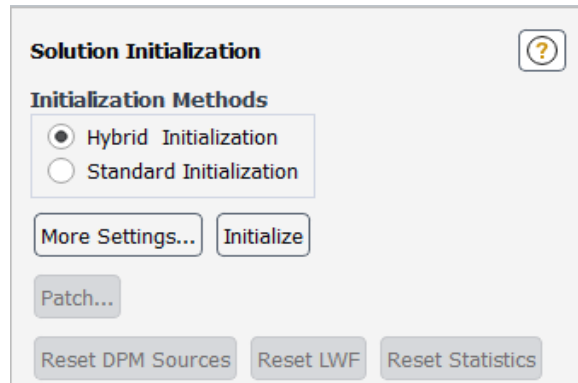 Solution Initialization
?
Initialization Methods
Hybrid Initialization
Standard Initialization
More Settings... Initialize
Patch...
Reset DPM Sources Reset LWF Reset Statistics